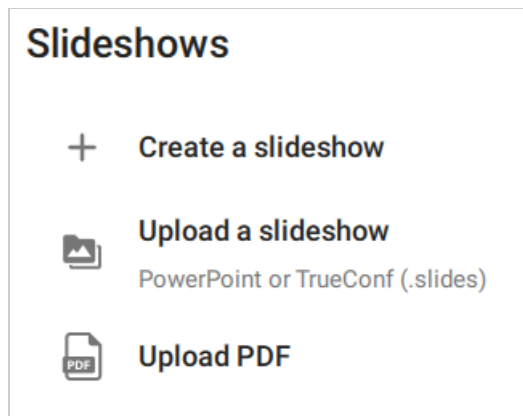 Slideshows
Create a slideshow
Upload a slideshow
PowerPoint or TrueConf (.slides)
PDF
Upload PDF